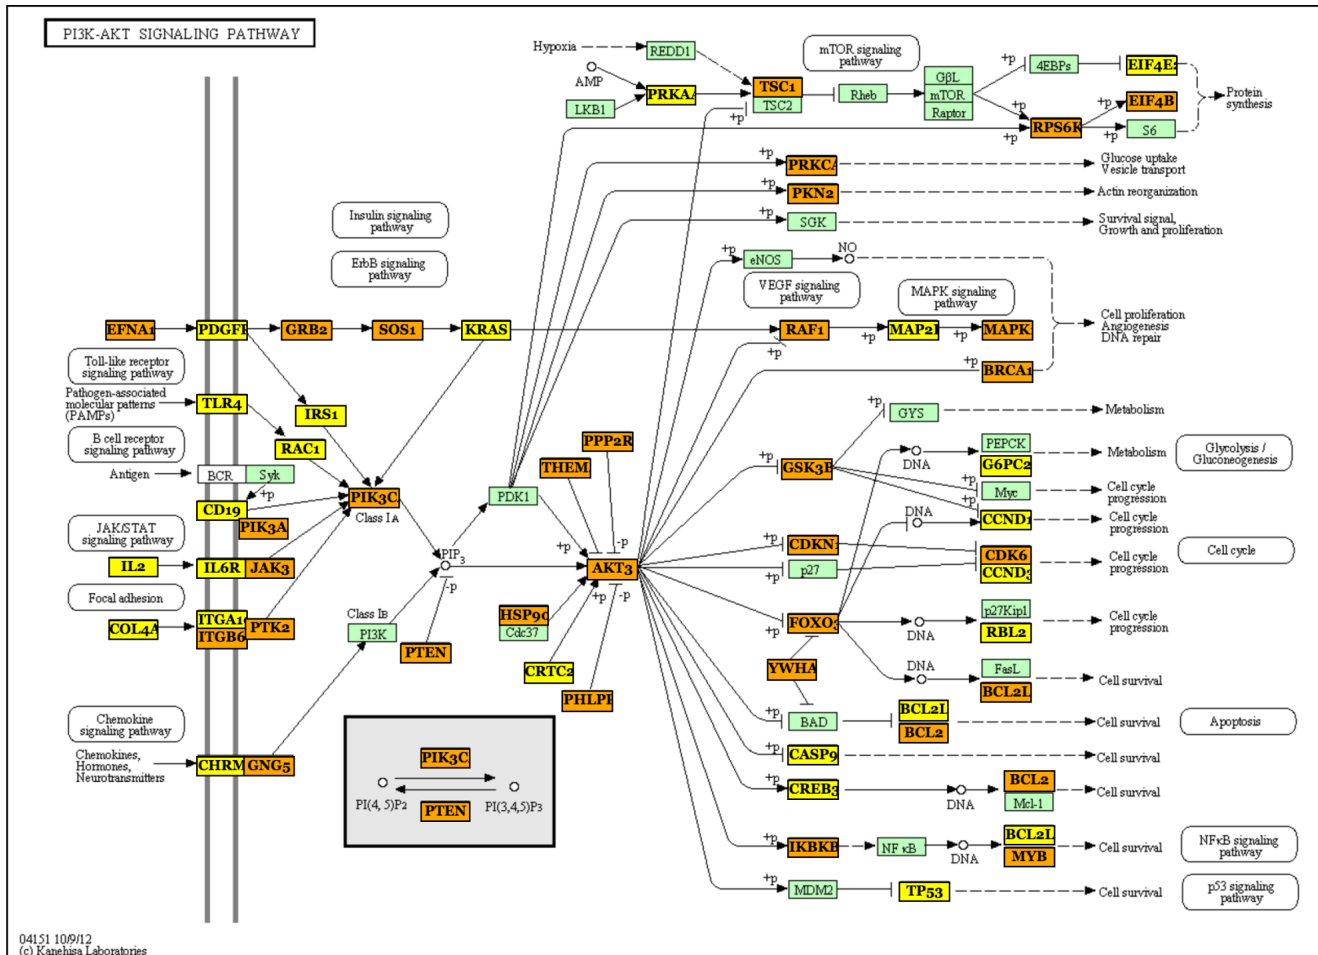 PI3K-AKT SIGNALING PATHWAY
Hypoxia
REDD1
mTOR signaling
pathway
AMP
LKB1
PRKAA
TSC1
TSC2
+p
Rheb
GβL
mTOR
Raptor
+p
4EBPs
EIF4E2
+p
RPS6K
+p
EIF4B
+p
+p
S6
Protein
synthesis
+p
PRKCA
Glucose uptake
Vesicle transport
+p
PKN2
Actin reorganization
+p
SGK
Survival signal,
Growth and proliferation
Insulin signaling
pathway
ErbB signaling
pathway
+p
eNOS
NO
VEGF signaling
pathway
MAPK signaling
pathway
EFNA1
PDGFR
GRB2
SOS1
KRAS
RAF1
+p
+p
MAP2K
+p
MAPK
+p
BRCA1
Cell proliferation
Angiogenesis
DNA repair
Toll-like receptor
signaling pathway
Pathogen-associated
molecular patterns
(PAMPs)
TLR4
IRS1
RAC1
B cell receptor
signaling pathway
Antigen
BCR
Syk
+p
CD19
PIK3A
PIK3C
Class IA
JAK/STAT
signaling pathway
IL2
IL6R
JAK3
Focal adhesion
COL4A
ITGA1
ITGB6
PTK2
Class IB
PI3K
PIP3
-p
PTEN
PDK1
THEM
PPP2R
+p
-p
AKT3
+p
-p
HSP90
Cdc37
CRTC2
PHLPP
Chemokine
signaling pathway
Chemokines,
Hormones,
Neurotransmitters
CHRM
GNG5
PIK3C
PI(4, 5)P2
PI(3,4,5)P3
PTEN
+p
GYS
Metabolism
+p
GSK3B
DNA
PEPCK
G6PC2
Metabolism
Glycolysis /
Gluconeogenesis
+p
Myc
Cell cycle
progression
+p
DNA
CCND1
Cell cycle
progression
+p
CDKN1
+p
p27
CDK6
CCND3
Cell cycle
progression
Cell cycle
+p
FOXO3
DNA
p27Kip1
RBL2
Cell cycle
progression
YWHA
DNA
FasL
BCL2L
Cell survival
+p
BAD
BCL2L
BCL2
Cell survival
Apoptosis
+p
CASP9
Cell survival
+p
CREB3
DNA
BCL2
Mcl-1
Cell survival
+p
IKBKB
NFκB
DNA
BCL2L
MYB
Cell survival
NFκB signaling
pathway
+p
MDM2
TP53
Cell survival
p53 signaling
pathway
04151 10/9/12
(c) Kanehisa Laboratories